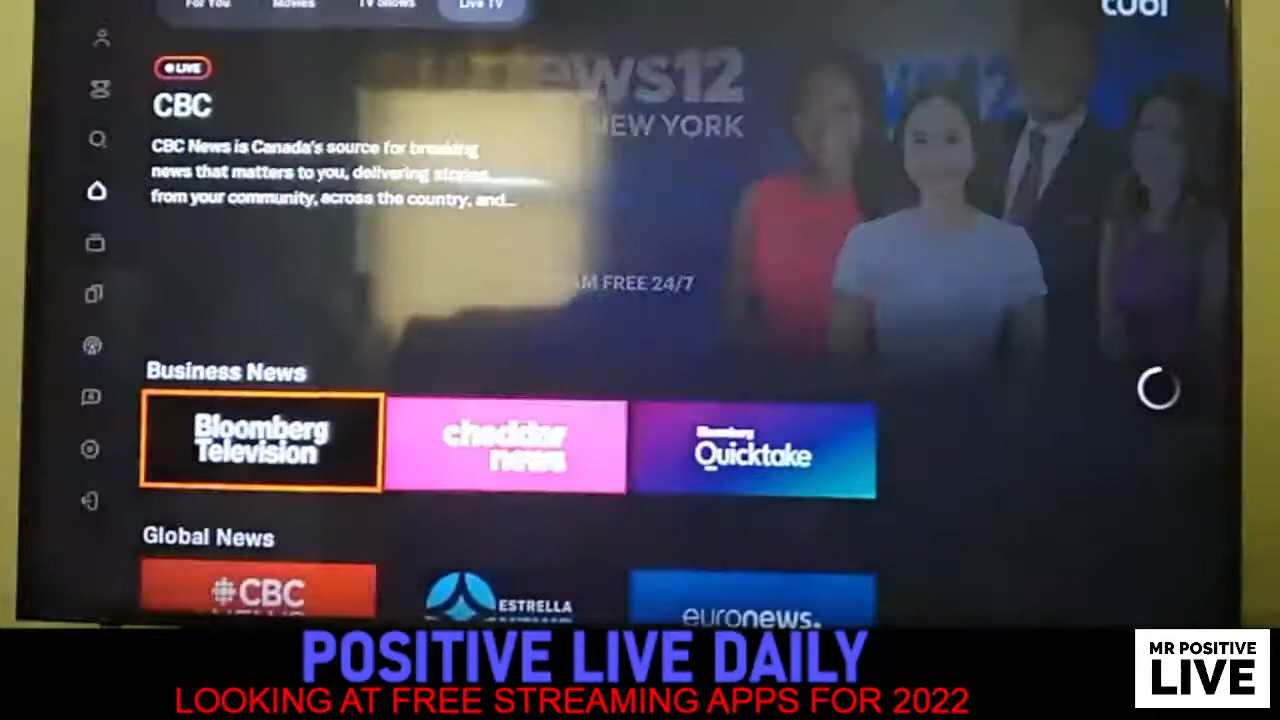 For You
Movies
TV Shows
Live TV
tubi
LIVE
CBC
CBC News is Canada's source for breaking
news that matters to you, delivering stories
from your community, across the country, and...
news12
NEW YORK
FREE 24/7
Business News
Bloomberg
Television
cheddar
news
Bloomberg
Quicktake
Global News
CBC
NEWS
ESTRELLA
euronews.
POSITIVE LIVE DAILY
LOOKING AT FREE STREAMING APPS FOR 2022
MR POSITIVE
LIVE